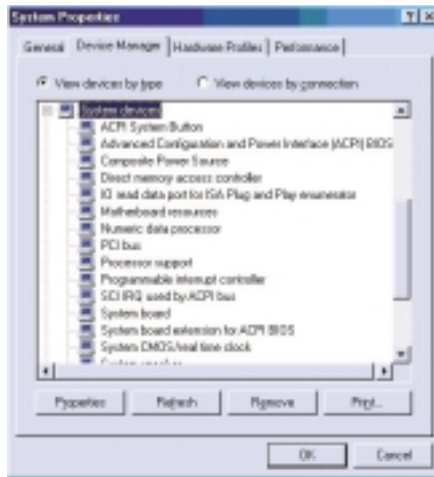 System Properties
General Device Manager Hardware Profiles Performance
View devices by type View devices by connection
System devices
ACPI System Button
Advanced Configuration and Power Interface (ACPI) BIOS
Composite Power Source
Direct memory access controller
IO read data port for ISA Plug and Play enumerator
Motherboard resources
Numeric data processor
PCI bus
Processor support
Programmable interrupt controller
SCI IRQ used by ACPI bus
System board
System board extension for ACPI BIOS
System CMOS/real time clock
System speaker
Properties Refresh Remove Print...
OK Cancel